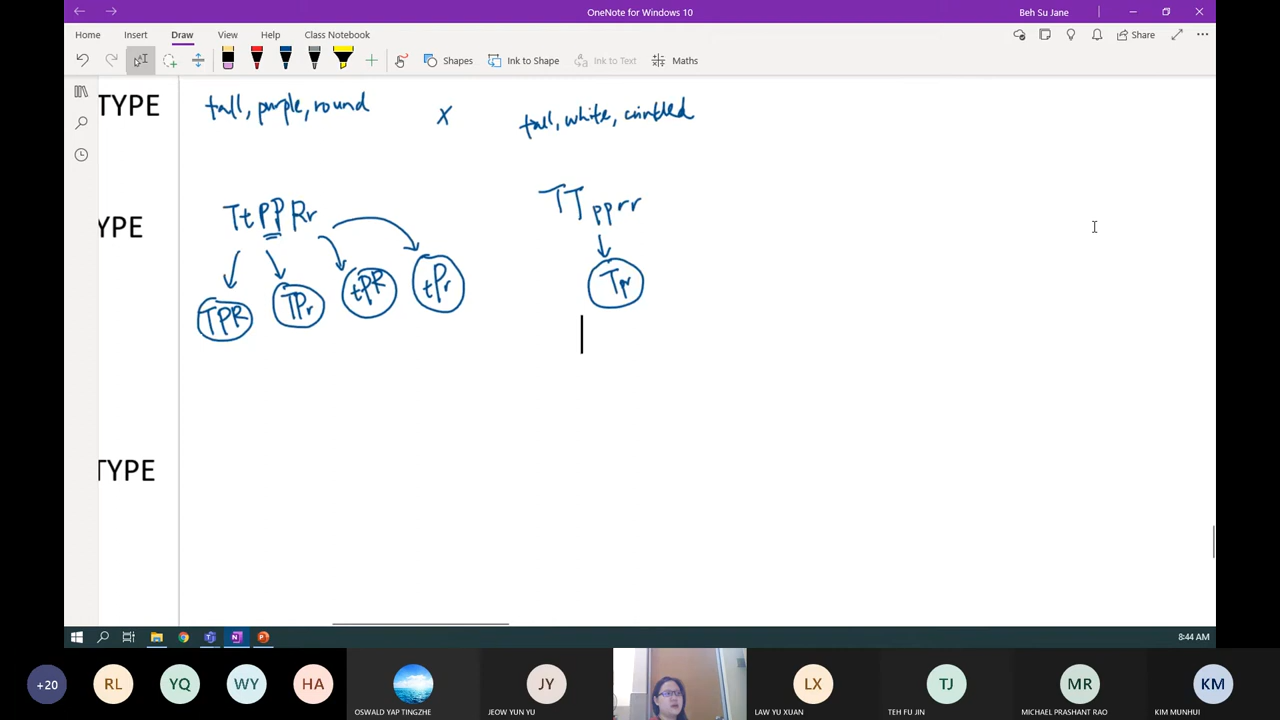 OneNote for Windows 10
Beh Su Jane
Home Insert Draw View Help Class Notebook
Share
Shapes Ink to Shape Ink to Text Maths
TYPE
tall, purple, round x tall, white,
YPE
TtPPRr TTpprr
TPR TPr tPR tPr Tpr
TYPE
8:44 AM
+20 RL YQ WY HA JY LX TJ MR KM
OSWALD YAP TINGZHE JEOW YUN YU LAW YU XUAN TEH FU JIN MICHAEL PRASHANT RAO KIM MUNHUI